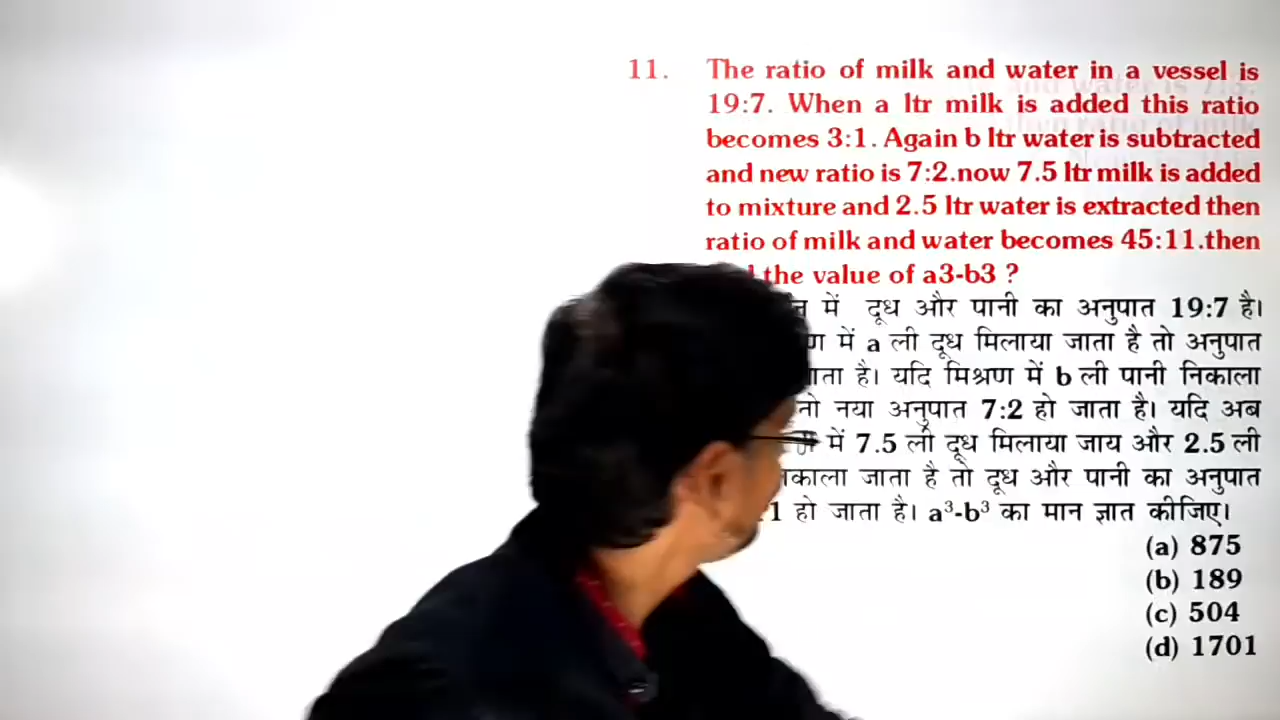 11. The ratio of milk and water in a vessel is
19:7. When a ltr milk is added this ratio
becomes 3:1. Again b ltr water is subtracted
and new ratio is 7:2.now 7.5 ltr milk is added
to mixture and 2.5 ltr water is extracted then
ratio of milk and water becomes 45:11.then
the value of a3-b3 ?
में दूध और पानी का अनुपात 19:7 है।
में a ली दूध मिलाया जाता है तो अनुपात
है। यदि मिश्रण में b ली पानी निकाला
नया अनुपात 7:2 हो जाता है। यदि अब
में 7.5 ली दूध मिलाया जाय और 2.5 ली
जाता है तो दूध और पानी का अनुपात
हो जाता है। a³-b³ का मान ज्ञात कीजिए।
(a) 875
(b) 189
(c) 504
(d) 1701